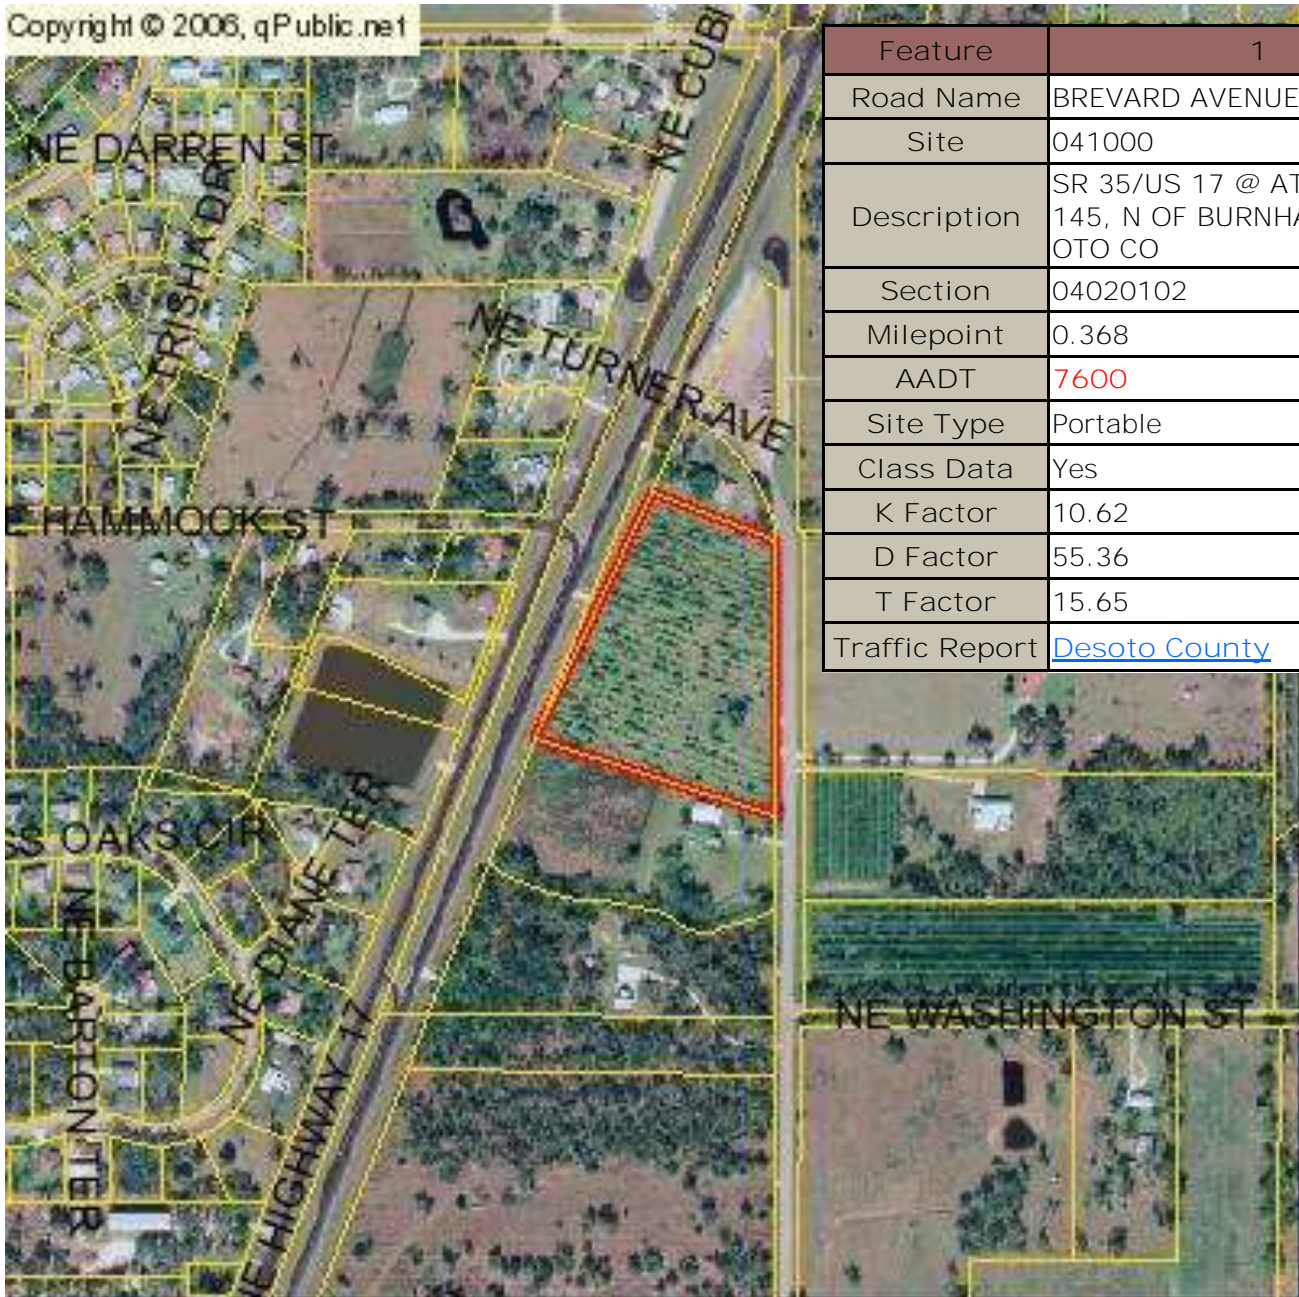 Copyright © 2006, qPublic.net
Feature 1
Road Name BREVARD AVENUE
Site 041000
Description SR 35/US 17 @ AT
145, N OF BURNHA
OTO CO
Section 04020102
Milepoint 0.368
AADT 7600
Site Type Portable
Class Data Yes
K Factor 10.62
D Factor 55.36
T Factor 15.65
Traffic Report Desoto County
NE CUBI
NE DARREN ST
NE TRISHA DR
NE TURNER AVE
E HAMMOCK ST
S OAKS CIR
NE DIANE TER
NE BARTON TER
NE HIGHWAY 17
NE WASHINGTON ST